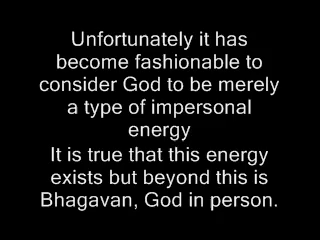 Unfortunately it has
become fashionable to
consider God to be merely
a type of impersonal
energy
It is true that this energy
exists but beyond this is
Bhagavan, God in person.